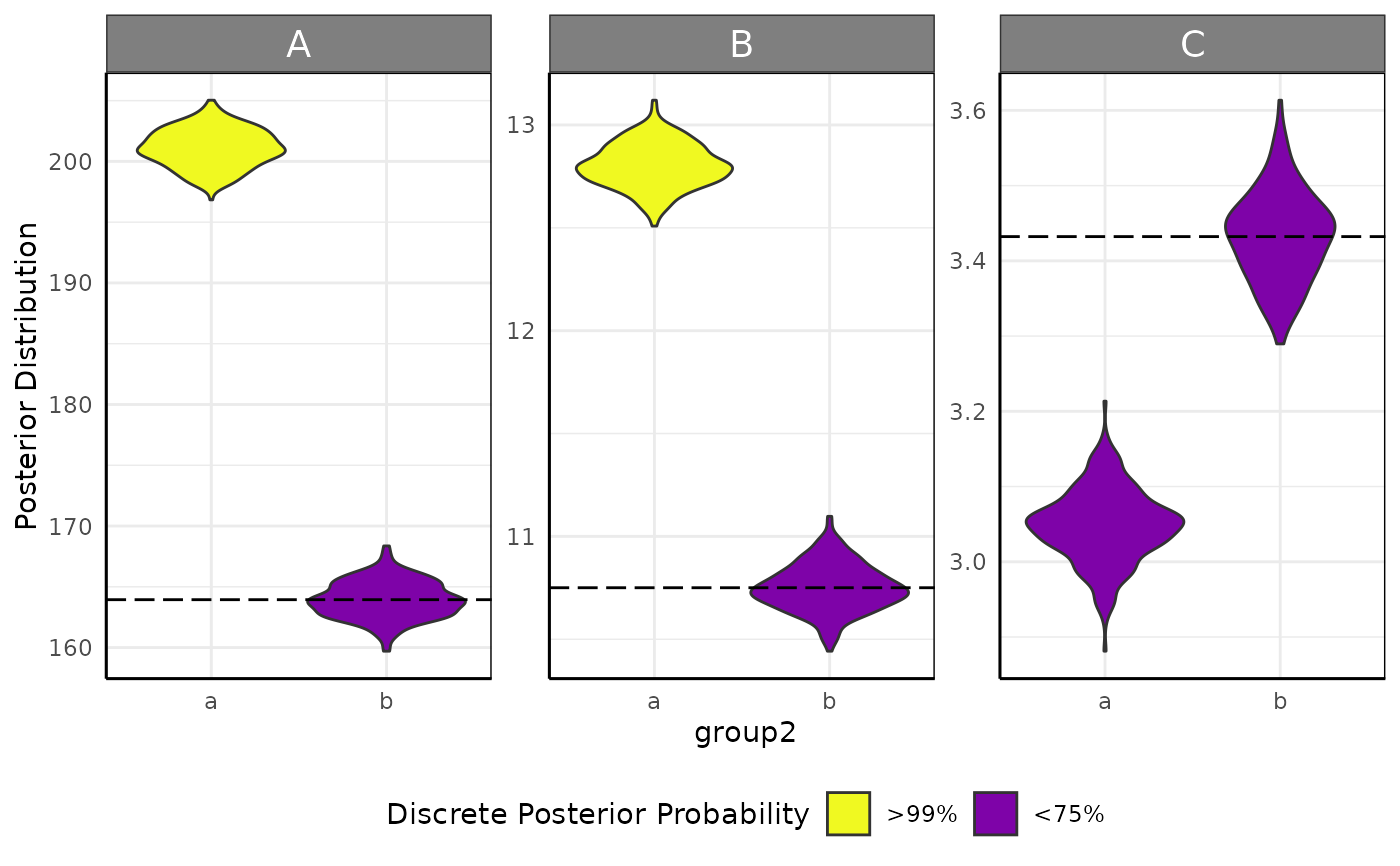 A B C
Posterior Distribution
200
190
180
170
160
13
12
11
3.6
3.4
3.2
3.0
a b a b a b
group2
Discrete Posterior Probability >99% <75%